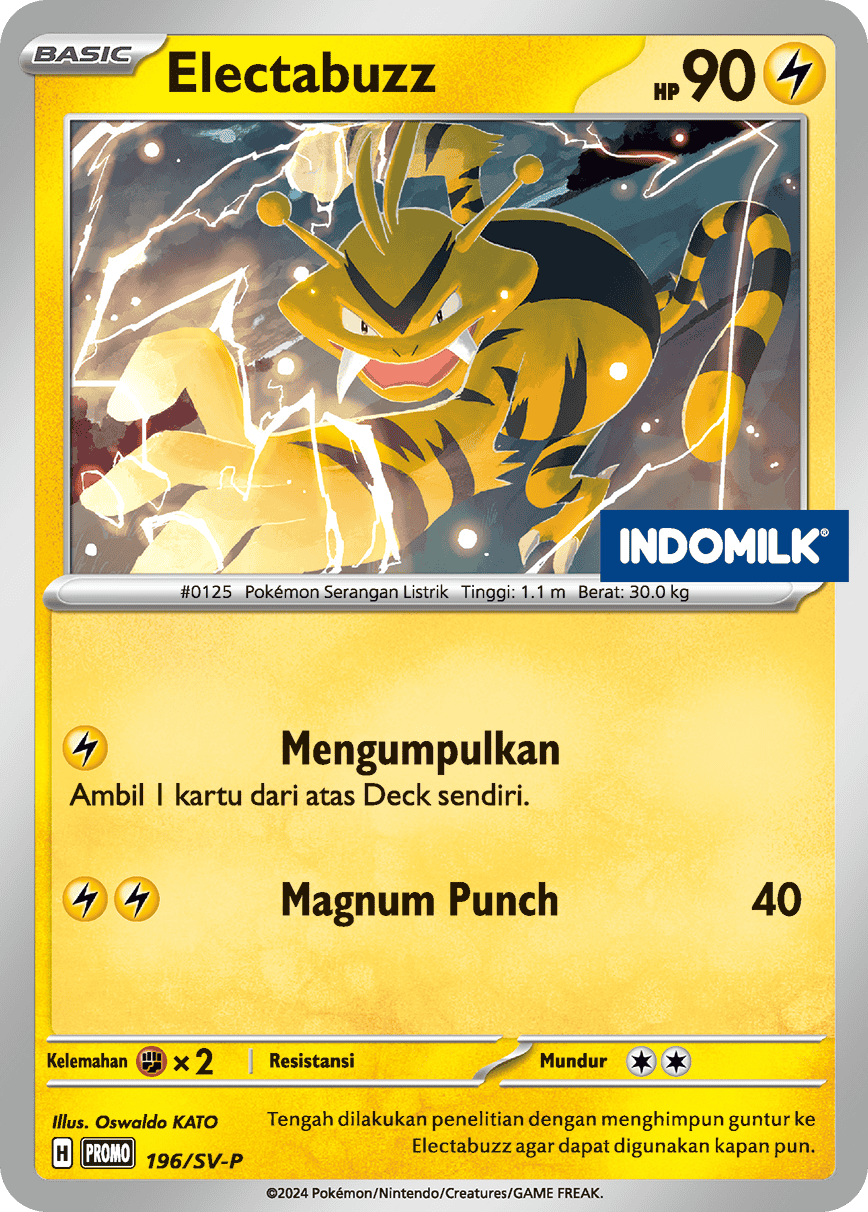 BASIC
Electabuzz
HP 90
INDOMILK®
#0125 Pokémon Serangan Listrik Tinggi: 1.1 m Berat: 30.0 kg
Mengumpulkan
Ambil 1 kartu dari atas Deck sendiri.
Magnum Punch 40
Kelemahan ×2 Resistansi Mundur
Illus. Oswaldo KATO
Tengah dilakukan penelitian dengan menghimpun guntur ke
Electabuzz agar dapat digunakan kapan pun.
H PROMO 196/SV-P
©2024 Pokémon/Nintendo/Creatures/GAME FREAK.